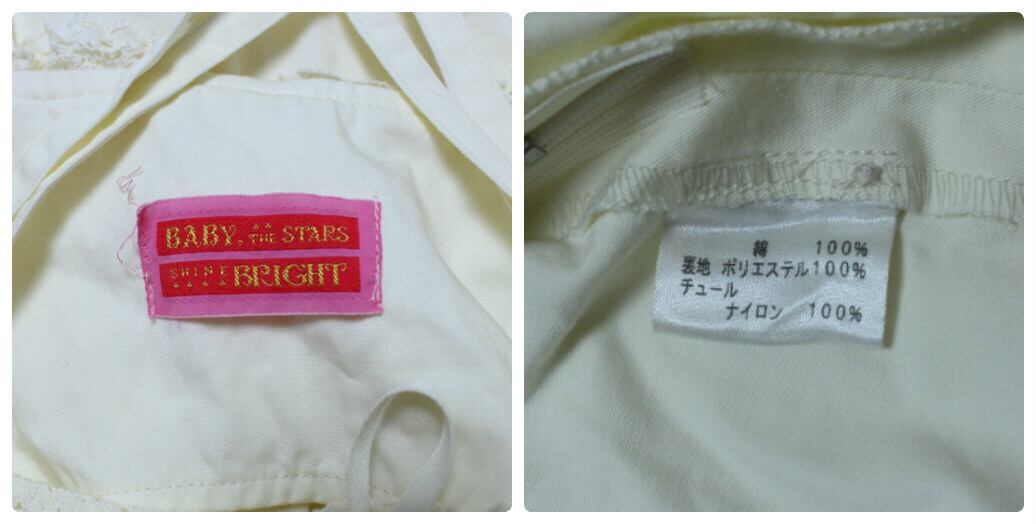 BABY, THE STARS
SHINE BRIGHT
綿 100%
裏地 ポリエステル100%
チュール
ナイロン 100%